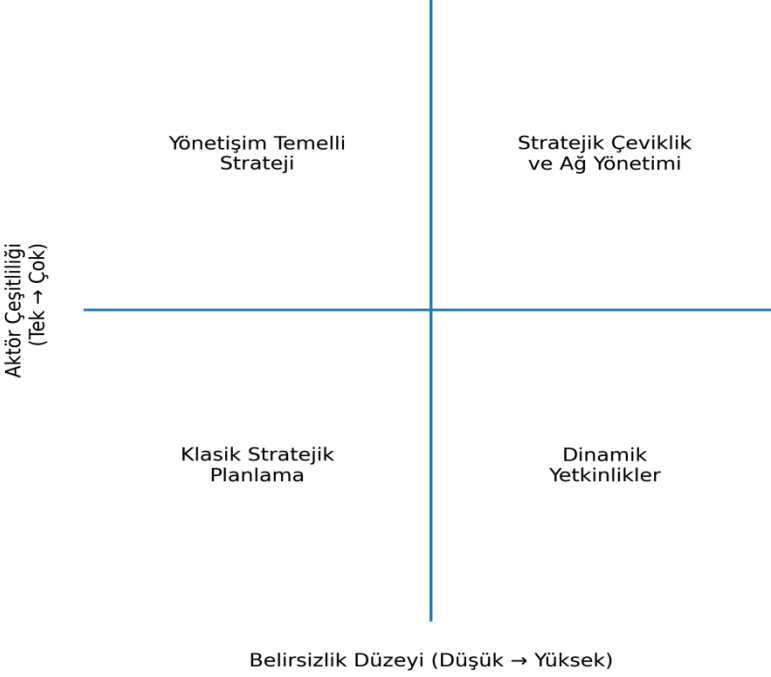 Yönetişim Temelli
Strateji
Stratejik Çeviklik
ve Ağ Yönetimi
Aktör Çeşitliliği
(Tek → Çok)
Klasik Stratejik
Planlama
Dinamik
Yetkinlikler
Belirsizlik Düzeyi (Düşük → Yüksek)